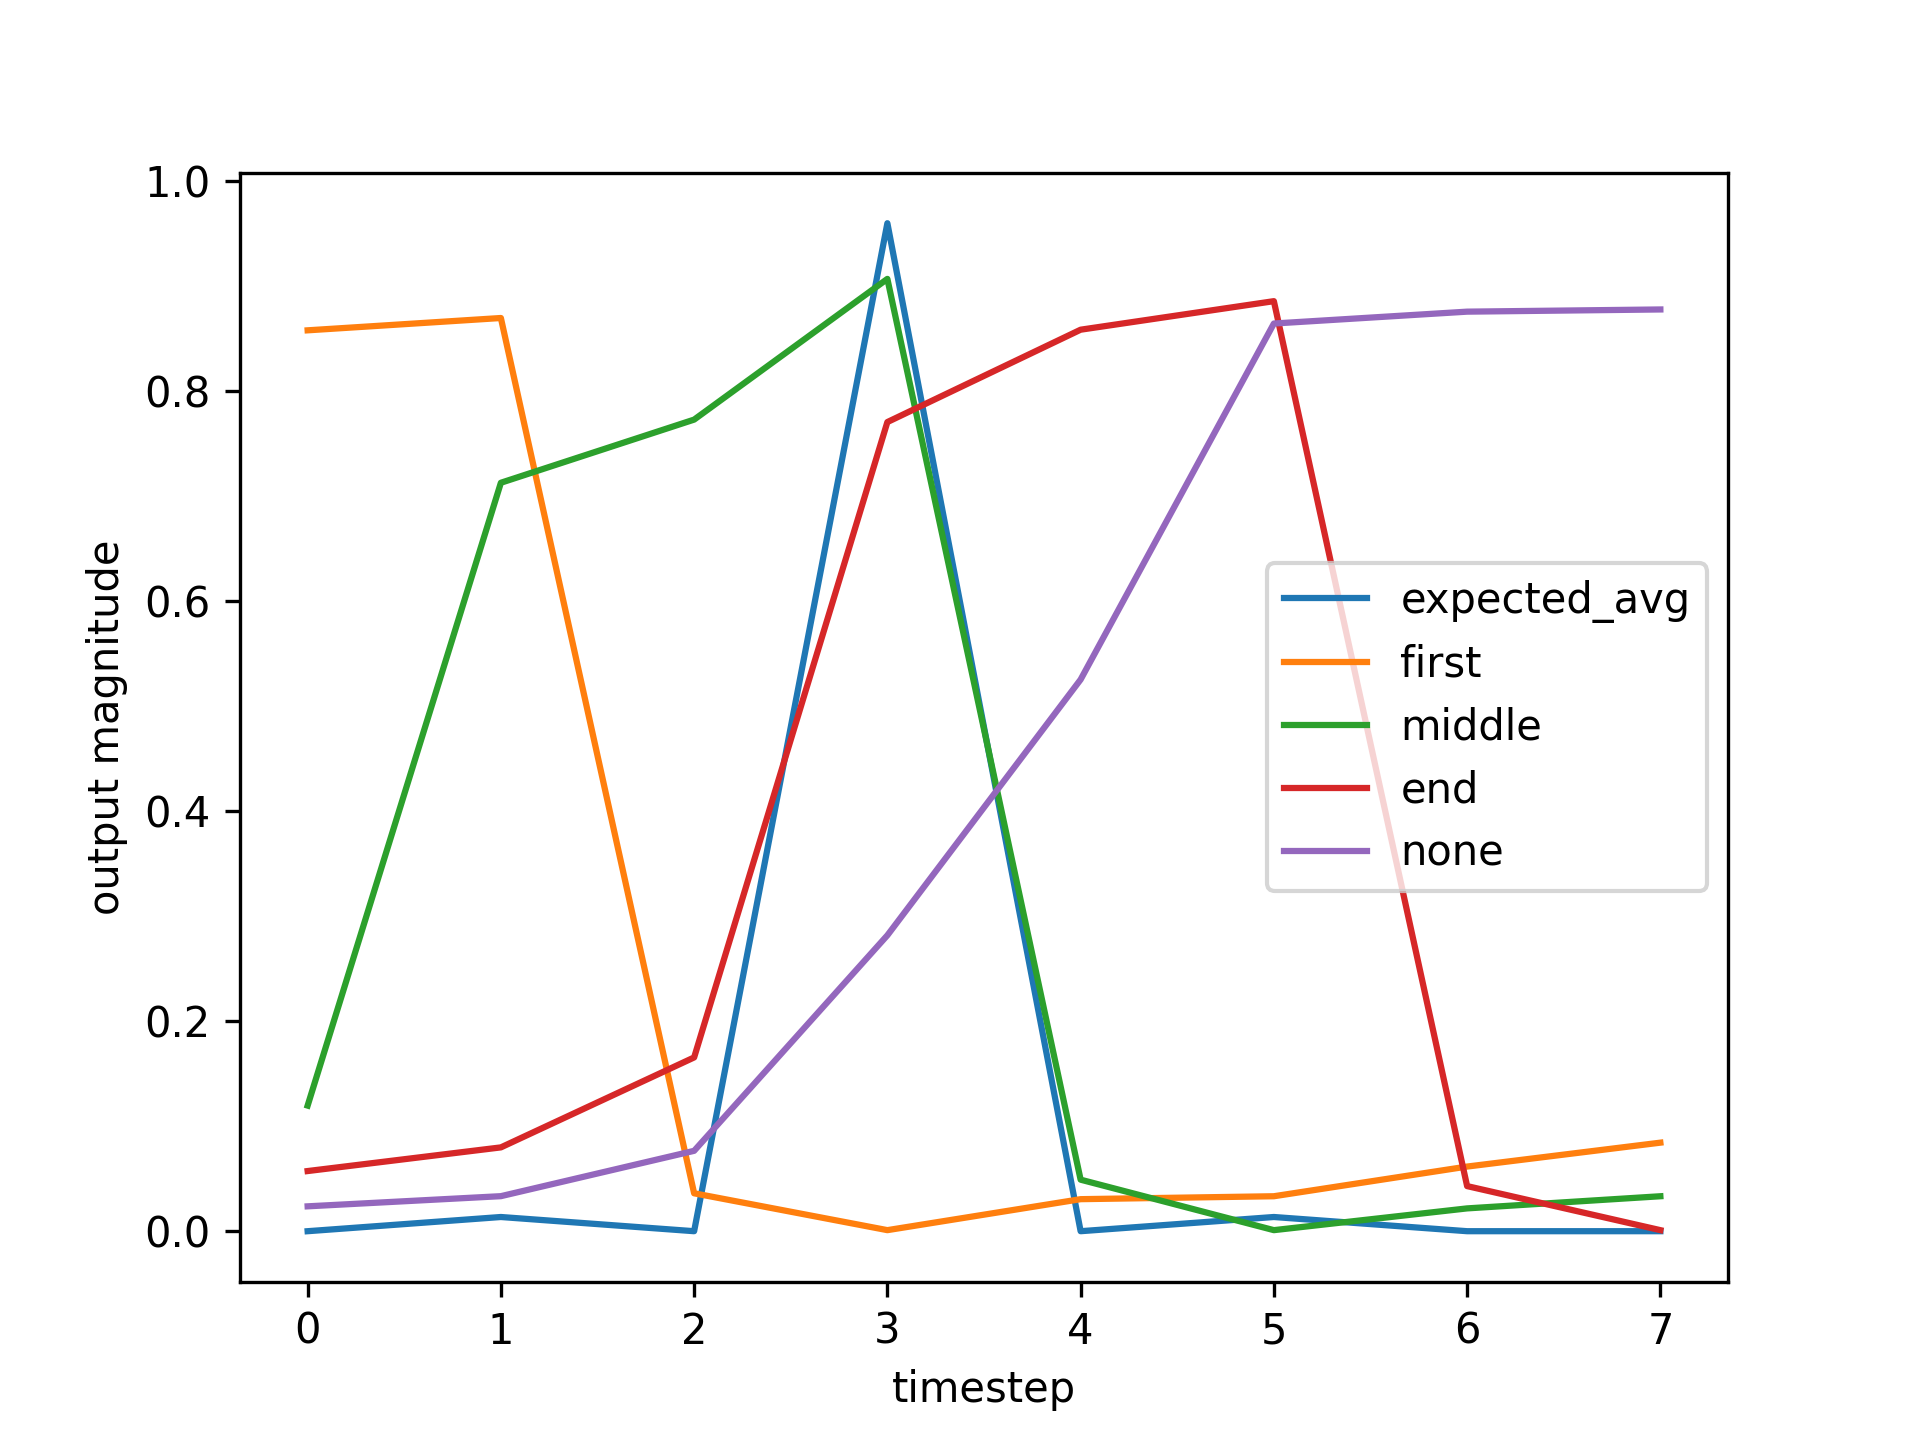 1.0
0.8
0.6
0.4
0.2
0.0
output magnitude
expected_avg
first
middle
end
none
0 1 2 3 4 5 6 7
timestep